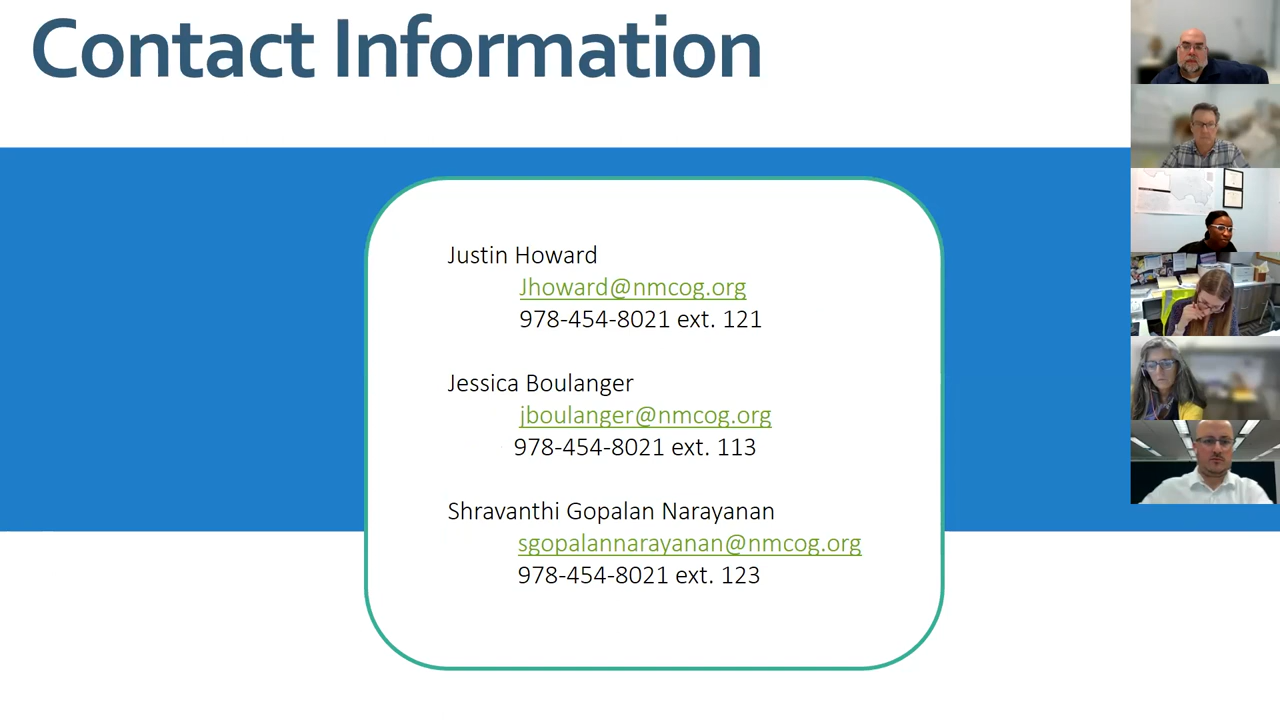 Contact Information
Justin Howard
Jhoward@nmcog.org
978-454-8021 ext. 121
Jessica Boulanger
jboulanger@nmcog.org
978-454-8021 ext. 113
Shravanthi Gopalan Narayanan
sgopalannarayanan@nmcog.org
978-454-8021 ext. 123